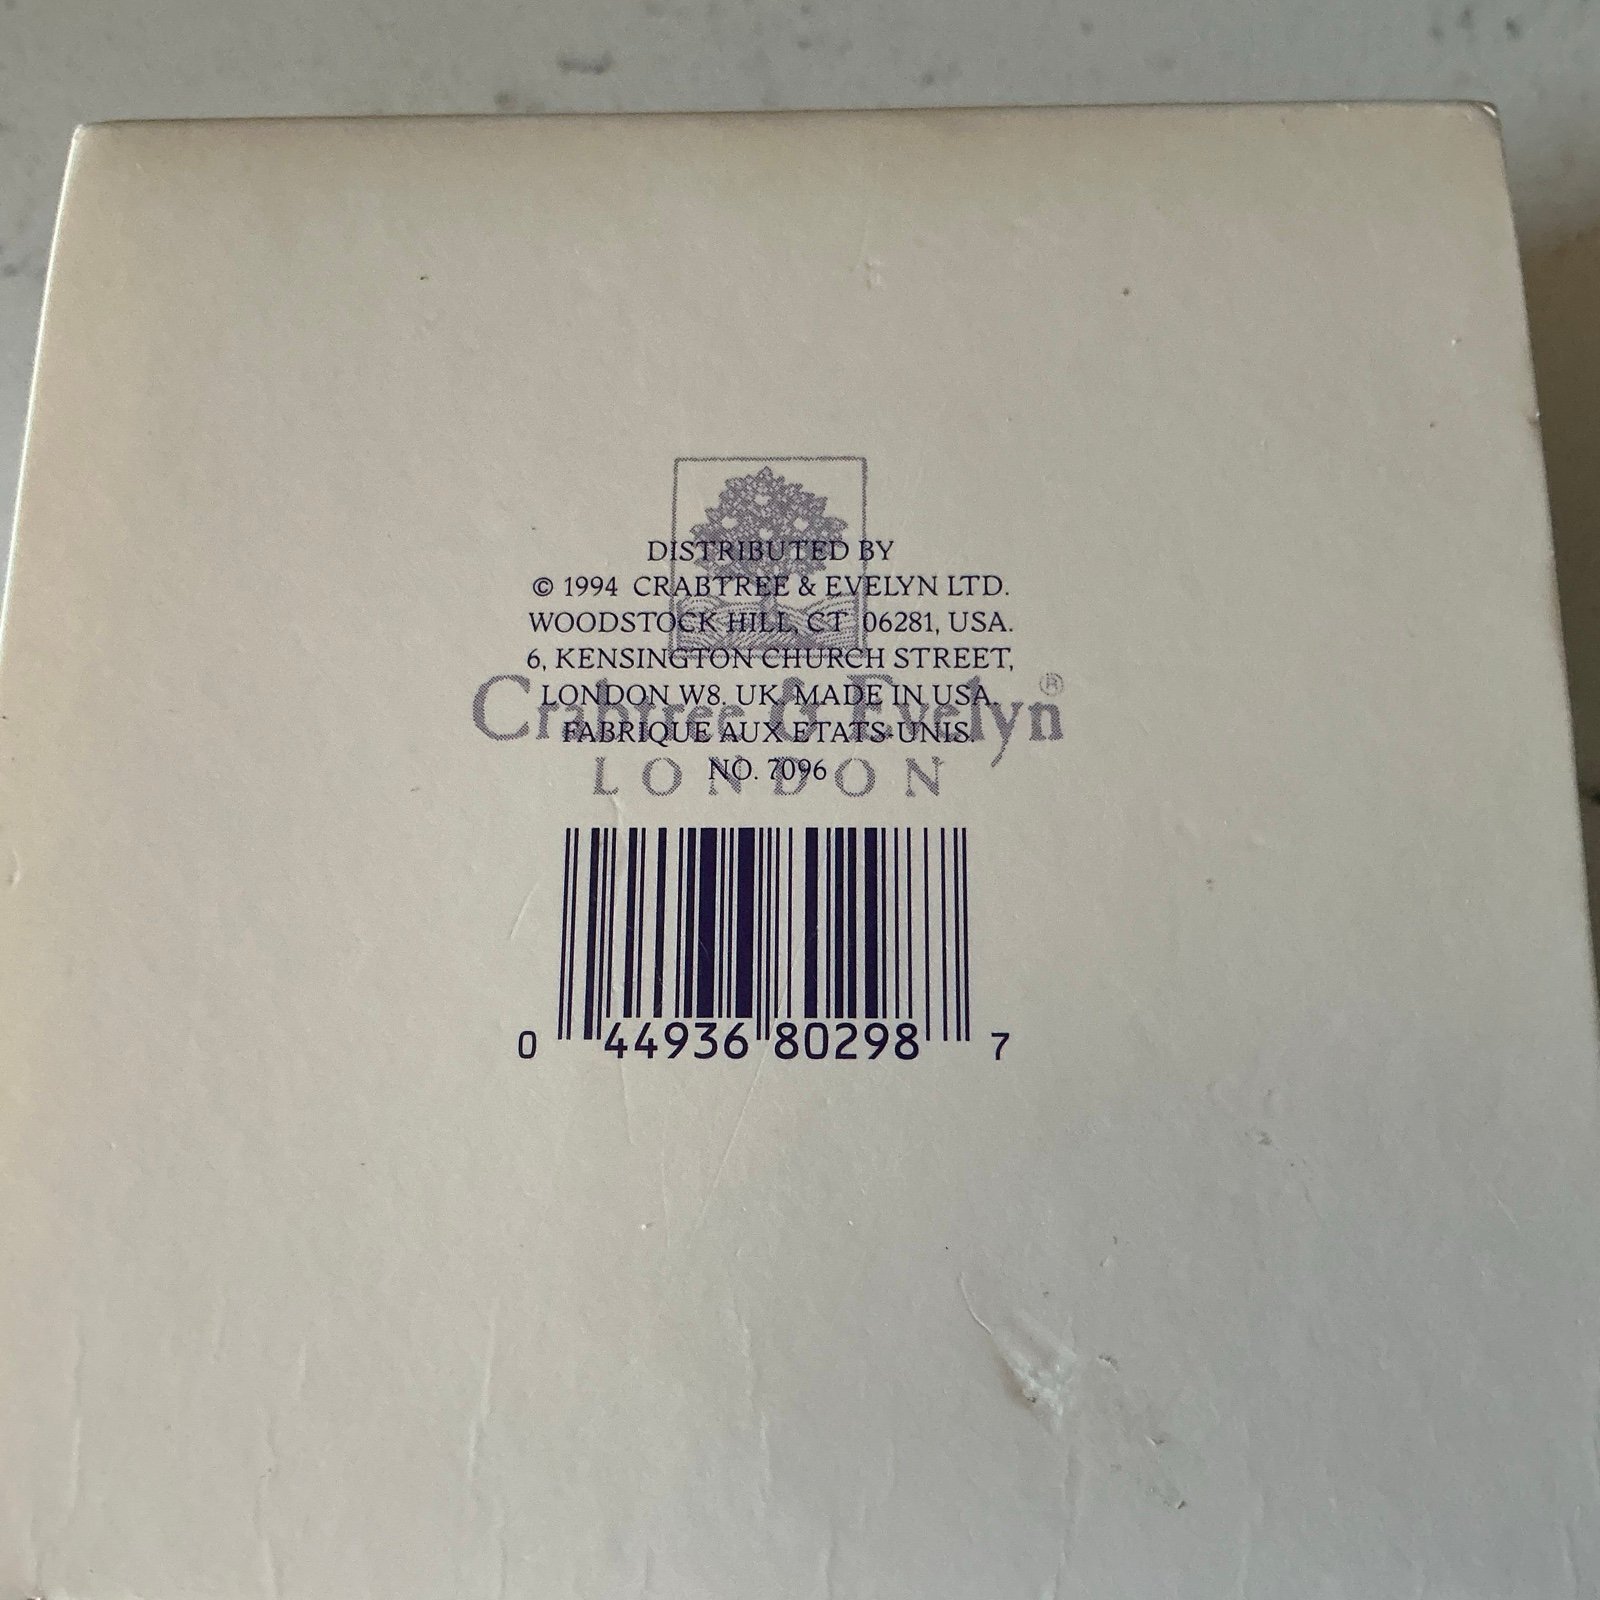 DISTRIBUTED BY
© 1994 CRABTREE & EVELYN LTD.
WOODSTOCK HILL, CT 06281, USA.
6, KENSINGTON CHURCH STREET,
LONDON W8. UK. MADE IN USA.
FABRIQUE AUX ETATS-UNIS.
NO. 7096
Crabtree & Evelyn®
LONDON
0 44936 80298 7